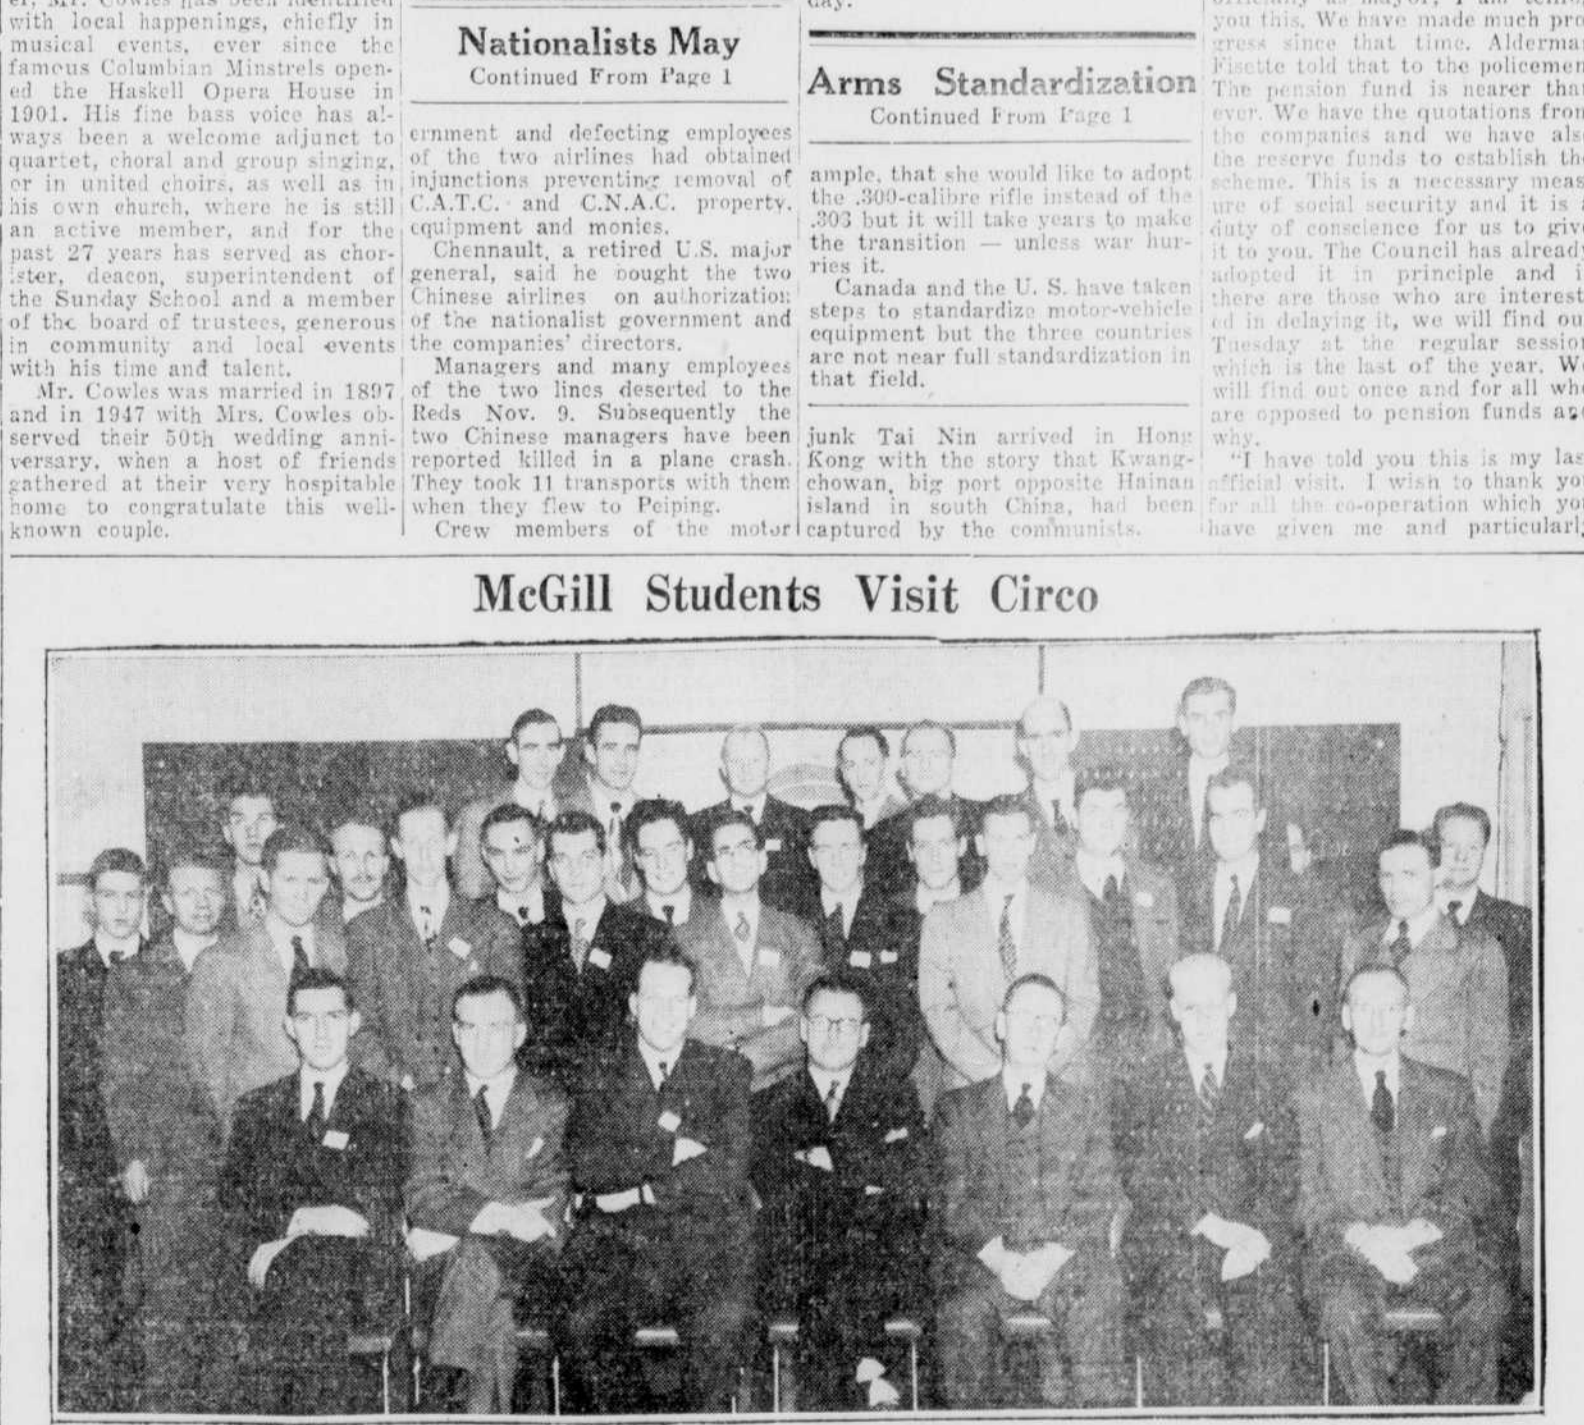 with local happenings, chiefly in
musical events, ever since the
famous Columbian Minstrels open-
ed the Haskell Opera House in
1901. His fine bass voice has al-
ways been a welcome adjunct to
quartet, choral and group singing,
or in united choirs, as well as in
his own church, where he is still
an active member, and for the
past 27 years has served as chor-
ister, deacon, superintendent of
the Sunday School and a member
of the board of trustees, generous
in community and local events
with his time and talent.
Mr. Cowles was married in 1897
and in 1947 with Mrs. Cowles ob-
served their 50th wedding anni-
versary, when a host of friends
gathered at their very hospitable
home to congratulate this well-
known couple.
Nationalists May
Continued From Page 1
ernment and defecting employees
of the two airlines had obtained
injunctions preventing removal of
C.A.T.C. and C.N.A.C. property,
equipment and monies.
Chennault, a retired U.S. major
general, said he bought the two
Chinese airlines on authorization
of the nationalist government and
the companies' directors.
Managers and many employees
of the two lines deserted to the
Reds Nov. 9. Subsequently the
two Chinese managers have been
reported killed in a plane crash.
They took 11 transports with them
when they flew to Peiping.
Crew members of the motor
day.
Arms Standardization
Continued From Page 1
ample, that she would like to adopt
the .300-calibre rifle instead of the
.303 but it will take years to make
the transition — unless war hur-
ries it.
Canada and the U. S. have taken
steps to standardize motor-vehicle
equipment but the three countries
are not near full standardization in
that field.
junk Tai Nin arrived in Hong
Kong with the story that Kwang-
chowan, big port opposite Hainan
island in south China, had been
captured by the communists.
you this. We have made much pro
gress since that time. Alderma
Fisette told that to the policemen
The pension fund is nearer than
ever. We have the quotations from
the companies and we have also
the reserve funds to establish the
scheme. This is a necessary meas
ure of social security and it is a
duty of conscience for us to give
it to you. The Council has already
adopted it in principle and i
there are those who are interest
ed in delaying it, we will find ou
Tuesday at the regular session
which is the last of the year. We
will find out once and for all who
are opposed to pension funds and
why.
"I have told you this is my las
official visit. I wish to thank yo
for all the co-operation which yo
have given me and particularly
McGill Students Visit Circo